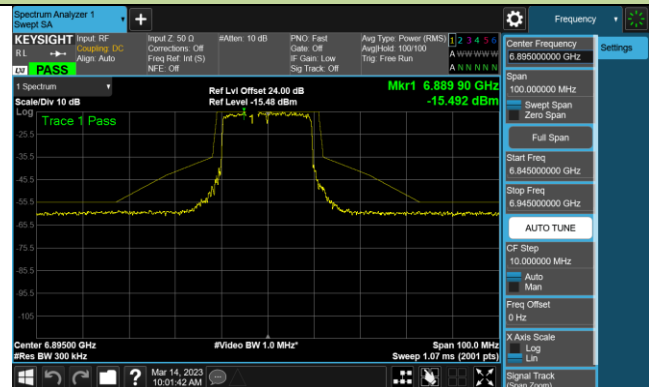 Spectrum Analyzer 1
Swept SA
Frequency
KEYSIGHT
Input: RF
Coupling: DC
Align: Auto
RL
LXI PASS
Input Z: 50 Ω
Corrections: Off
Freq Ref: Int (S)
NFE: Off
#Atten: 10 dB
PNO: Fast
Gate: Off
IF Gain: Low
Sig Track: Off
Avg Type: Power (RMS)
Avg|Hold: 100/100
Trig: Free Run
1 2 3 4 5 6
A W W W W W
A N N N N N
1 Spectrum
Scale/Div 10 dB
Ref Lvl Offset 24.00 dB
Ref Level -15.48 dBm
Mkr1 6.889 90 GHz
-15.492 dBm
Log
Trace 1 Pass
1
-25.5
-35.5
-45.5
-55.5
-65.5
-75.5
-85.5
-95.5
-105
Center 6.89500 GHz
#Res BW 300 kHz
#Video BW 1.0 MHz*
Span 100.0 MHz
Sweep 1.07 ms (2001 pts)
Mar 14, 2023
10:01:42 AM
Center Frequency
6.895000000 GHz
Settings
Span
100.000000 MHz
Swept Span
Zero Span
Full Span
Start Freq
6.845000000 GHz
Stop Freq
6.945000000 GHz
AUTO TUNE
CF Step
10.000000 MHz
Auto
Man
Freq Offset
0 Hz
X Axis Scale
Log
Lin
Signal Track
(Span Zoom)